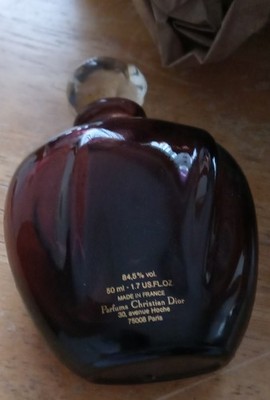 84,5% vol.
50 ml - 1.7 US.FL.OZ.
MADE IN FRANCE
Parfums Christian Dior
30, avenue Hoche
75008 Paris